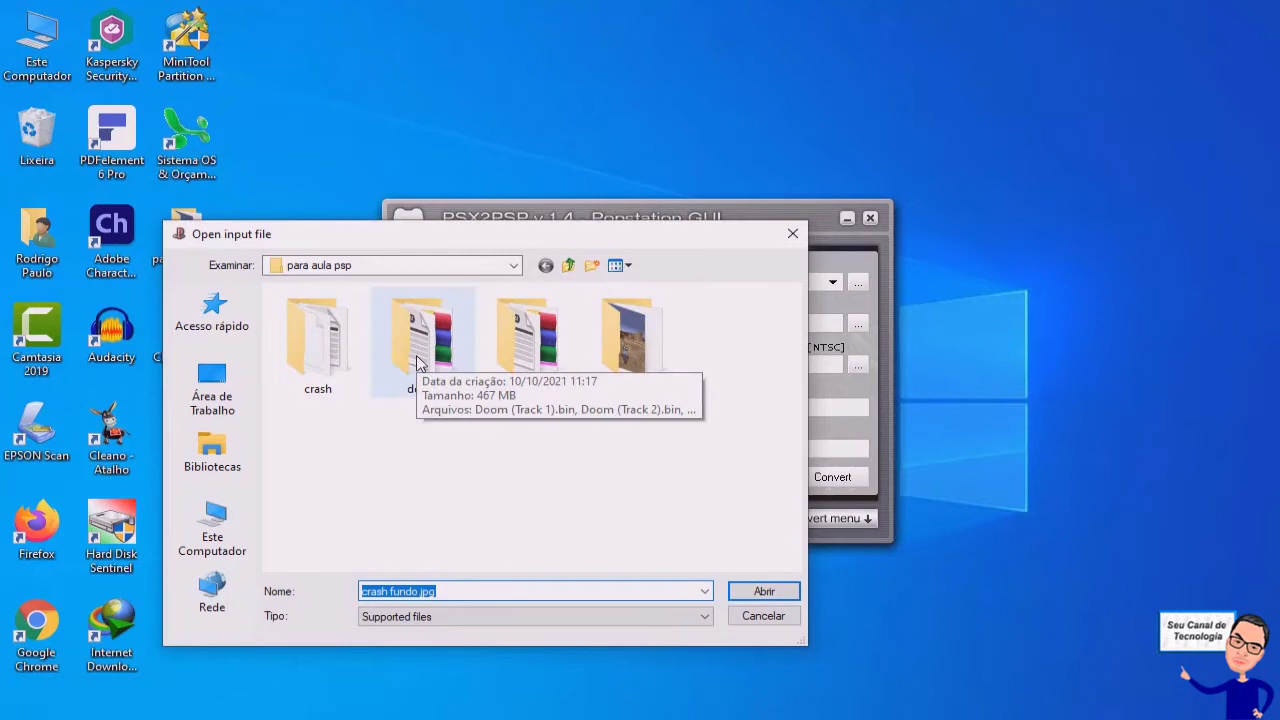 Este
Computador
Kaspersky
Security...
MiniTool
Partition ...
Lixeira
PDFelement
6 Pro
Sistema OS
& Orçam...
Rodrigo
Paulo
Ch
Adobe
Charact...
Camtasia
2019
Audacity
EPSON Scan
Cleano -
Atalho
Firefox
Hard Disk
Sentinel
Google
Chrome
Internet
Downlo...
PSX2PSP v 1.4 - Popstation GUI
Open input file
Examinar:
para aula psp
Acesso rápido
Área de
Trabalho
Bibliotecas
Este
Computador
Rede
crash
Data da criação: 10/10/2021 11:17
Tamanho: 467 MB
Arquivos: Doom (Track 1).bin, Doom (Track 2).bin, ...
Nome:
crash fundo.jpg
Abrir
Tipo:
Supported files
Cancelar
...
...
[NTSC]
...
Convert
vert menu
Seu Canal de
Tecnologia